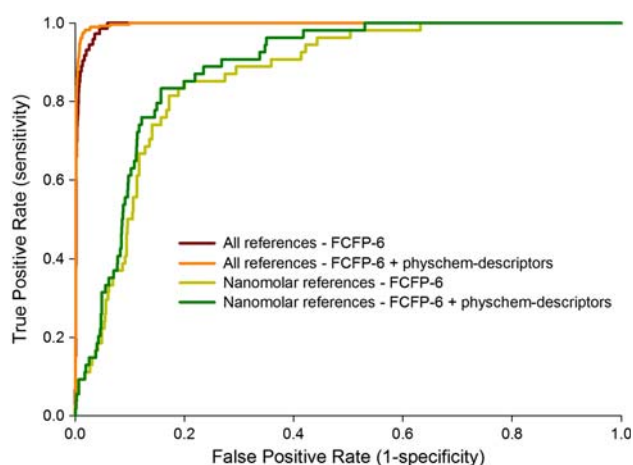 1.0
0.8
0.6
0.4
0.2
0.0
True Positive Rate (sensitivity)
All references - FCFP-6
All references - FCFP-6 + physchem-descriptors
Nanomolar references - FCFP-6
Nanomolar references - FCFP-6 + physchem-descriptors
0.0 0.2 0.4 0.6 0.8 1.0
False Positive Rate (1-specificity)